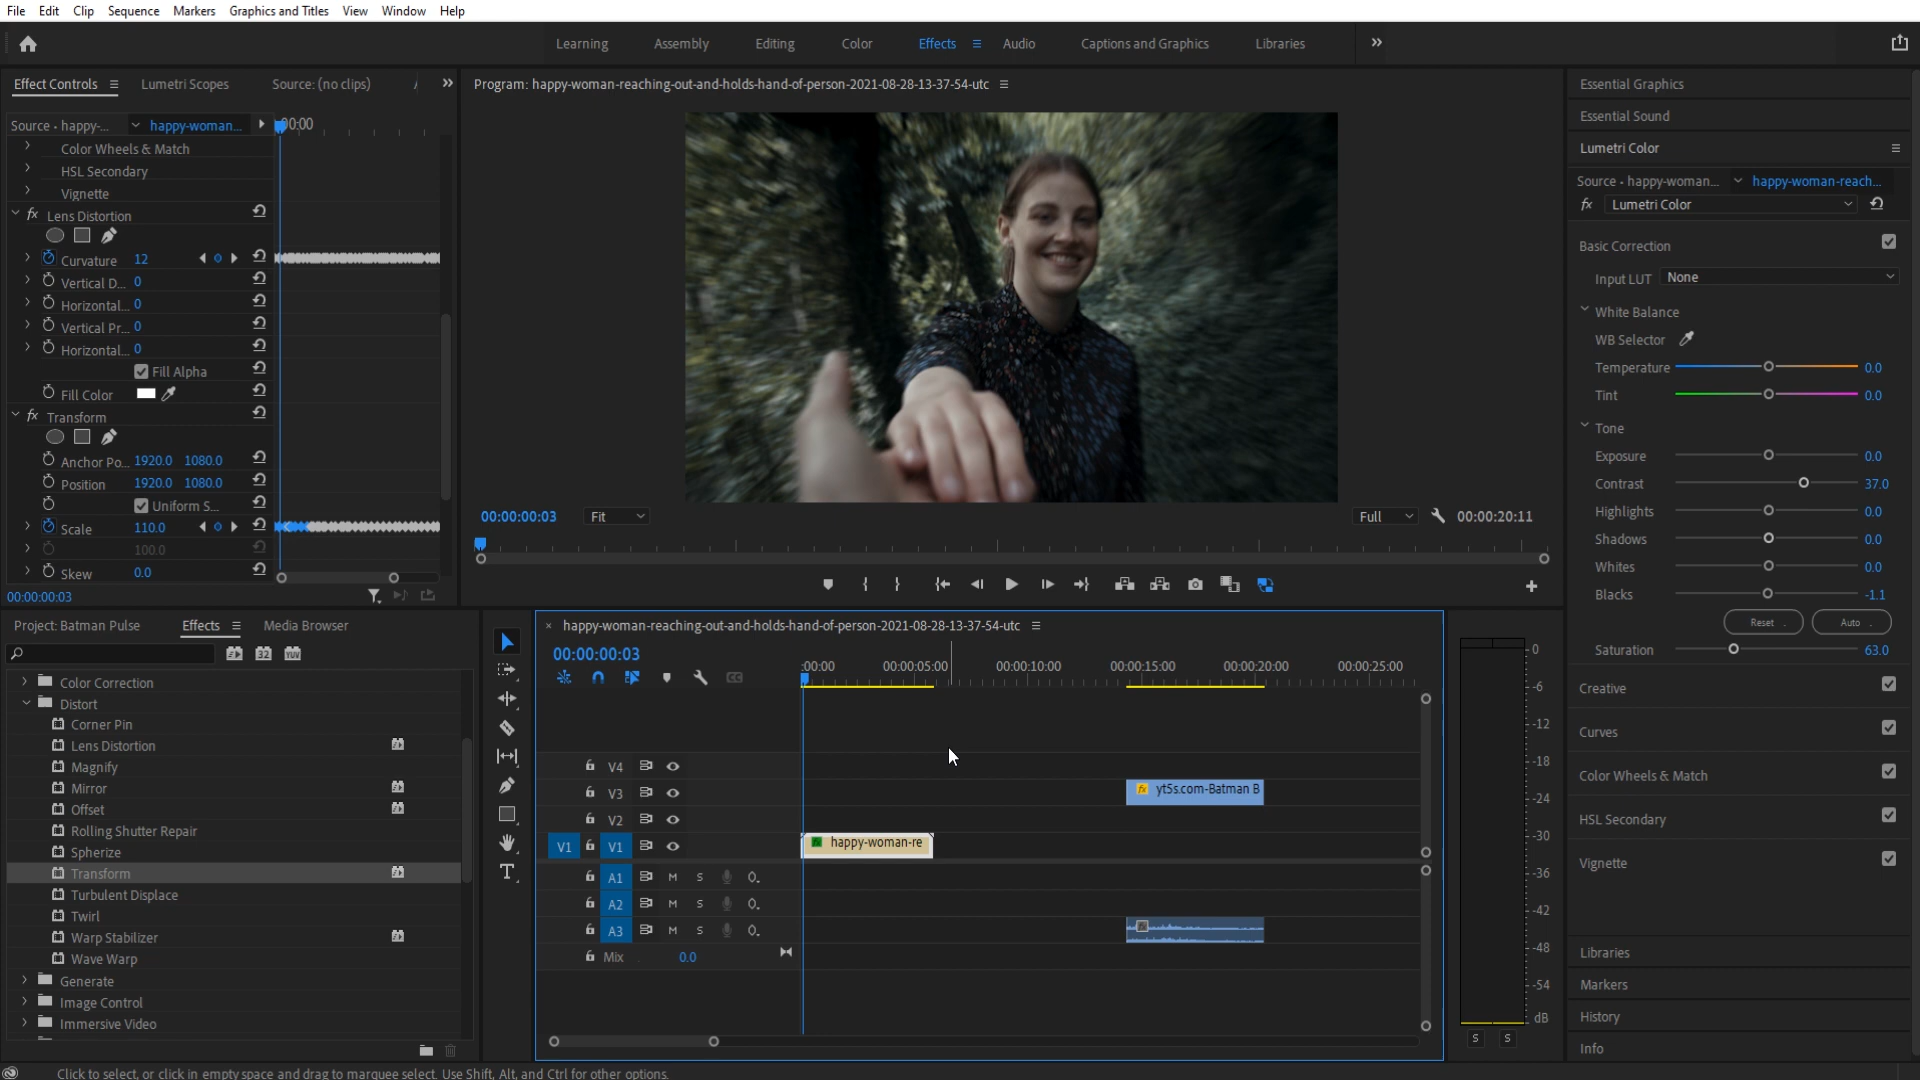 File Edit Clip Sequence Markers Graphics and Titles View Window Help
Learning Assembly Editing Color Effects Audio Captions and Graphics Libraries
Effect Controls Lumetri Scopes Source: (no clips)
Source • happy-... happy-woman... :00:00
Color Wheels & Match
HSL Secondary
Vignette
fx Lens Distortion
Curvature 12
Vertical D... 0
Horizontal... 0
Vertical Pr... 0
Horizontal... 0
Fill Alpha
Fill Color
fx Transform
Anchor Po... 1920.0 1080.0
Position 1920.0 1080.0
Uniform S...
Scale 110.0
100.0
Skew 0.0
00:00:00:03
Program: happy-woman-reaching-out-and-holds-hand-of-person-2021-08-28-13-37-54-utc
00:00:00:03 Fit Full 00:00:20:11
Essential Graphics
Essential Sound
Lumetri Color
Source • happy-woman... happy-woman-reach...
fx Lumetri Color
Basic Correction
Input LUT None
White Balance
WB Selector
Temperature 0.0
Tint 0.0
Tone
Exposure 0.0
Contrast 37.0
Highlights 0.0
Shadows 0.0
Whites 0.0
Blacks -1.1
Reset Auto
Saturation 63.0
Creative
Curves
Color Wheels & Match
HSL Secondary
Vignette
Libraries
Markers
History
Info
Project: Batman Pulse Effects Media Browser
32 YUV
Color Correction
Distort
Corner Pin
Lens Distortion
Magnify
Mirror
Offset
Rolling Shutter Repair
Spherize
Transform
Turbulent Displace
Twirl
Warp Stabilizer
Wave Warp
Generate
Image Control
Immersive Video
× happy-woman-reaching-out-and-holds-hand-of-person-2021-08-28-13-37-54-utc
00:00:00:03
:00:00 00:00:05:00 00:00:10:00 00:00:15:00 00:00:20:00 00:00:25:00
V4
V3 fx yt5s.com-Batman B
V2
V1 V1 happy-woman-re
A1 M S
A2 M S
A3 M S
Mix 0.0
0
-6
-12
-18
-24
-30
-36
-42
-48
-54
dB
S S
Click to select, or click in empty space and drag to marquee select. Use Shift, Alt, and Ctrl for other options.